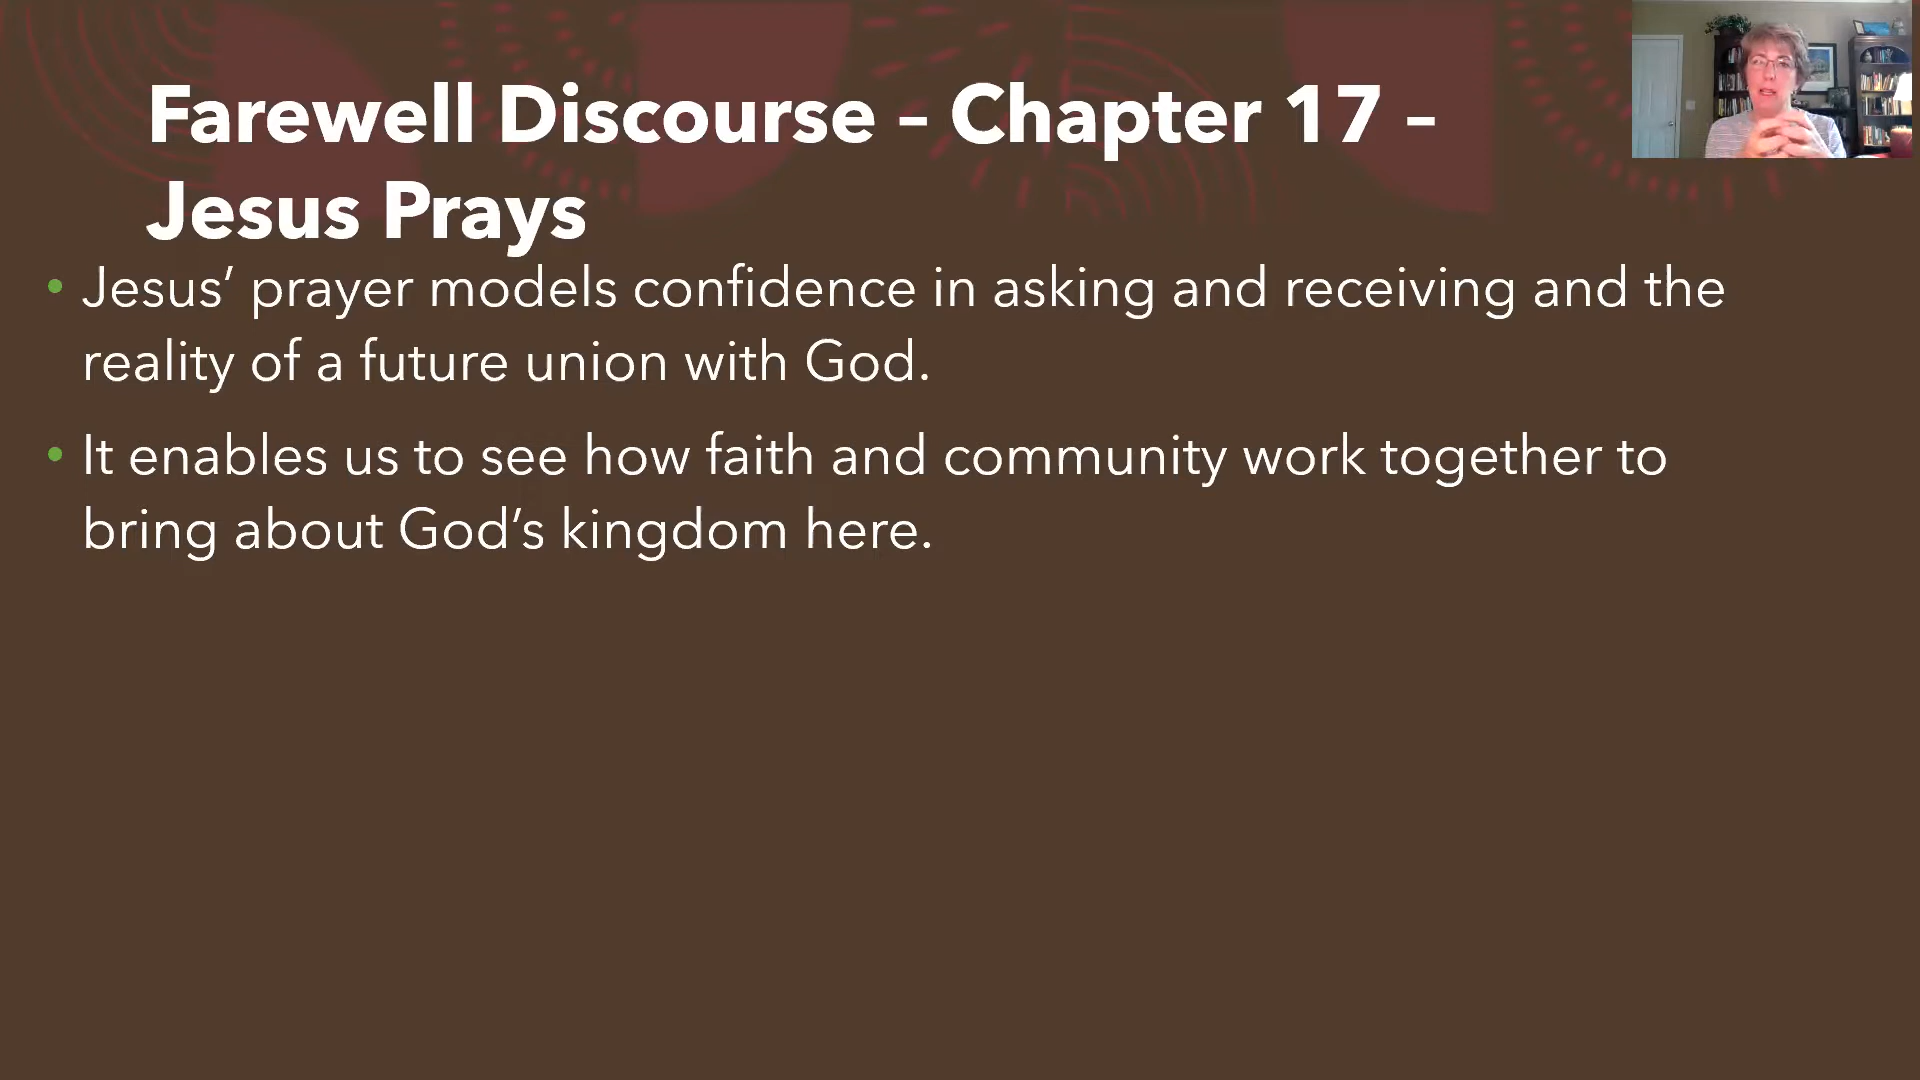 Farewell Discourse – Chapter 17 –
Jesus Prays
• Jesus’ prayer models confidence in asking and receiving and the
reality of a future union with God.
• It enables us to see how faith and community work together to
bring about God’s kingdom here.